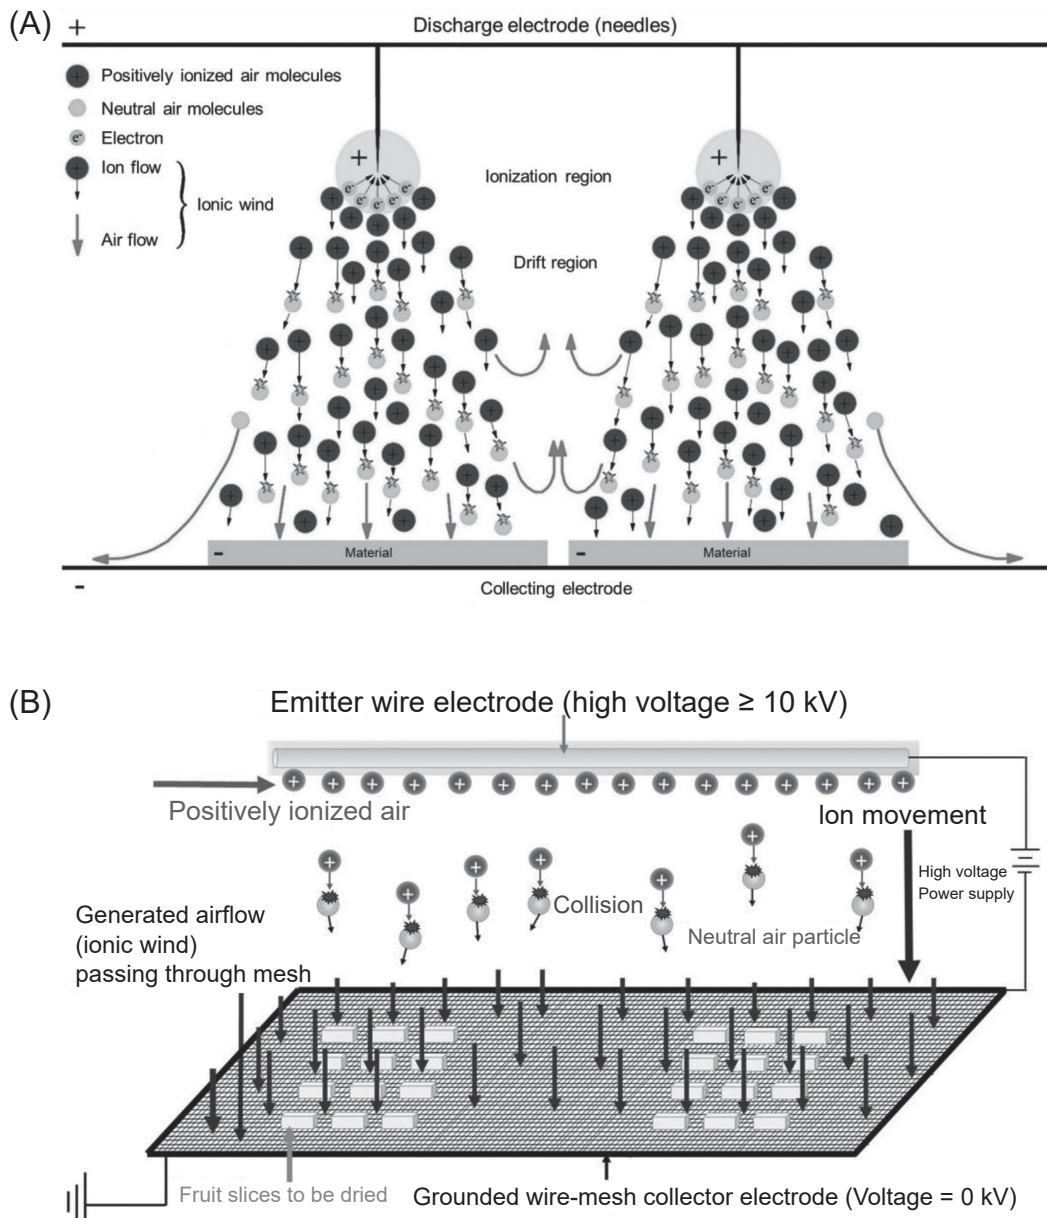 (A)
+
Discharge electrode (needles)
+ Positively ionized air molecules
Neutral air molecules
e- Electron
+ Ion flow
Ionic wind
Air flow
+
+
e- e- e- e- e-
e- e- e- e- e-
Ionization region
Drift region
- Material
- Material
-
Collecting electrode
(B)
Emitter wire electrode (high voltage ≥ 10 kV)
Positively ionized air
Ion movement
High voltage
Power supply
Collision
Neutral air particle
Generated airflow
(ionic wind)
passing through mesh
Fruit slices to be dried
Grounded wire-mesh collector electrode (Voltage = 0 kV)